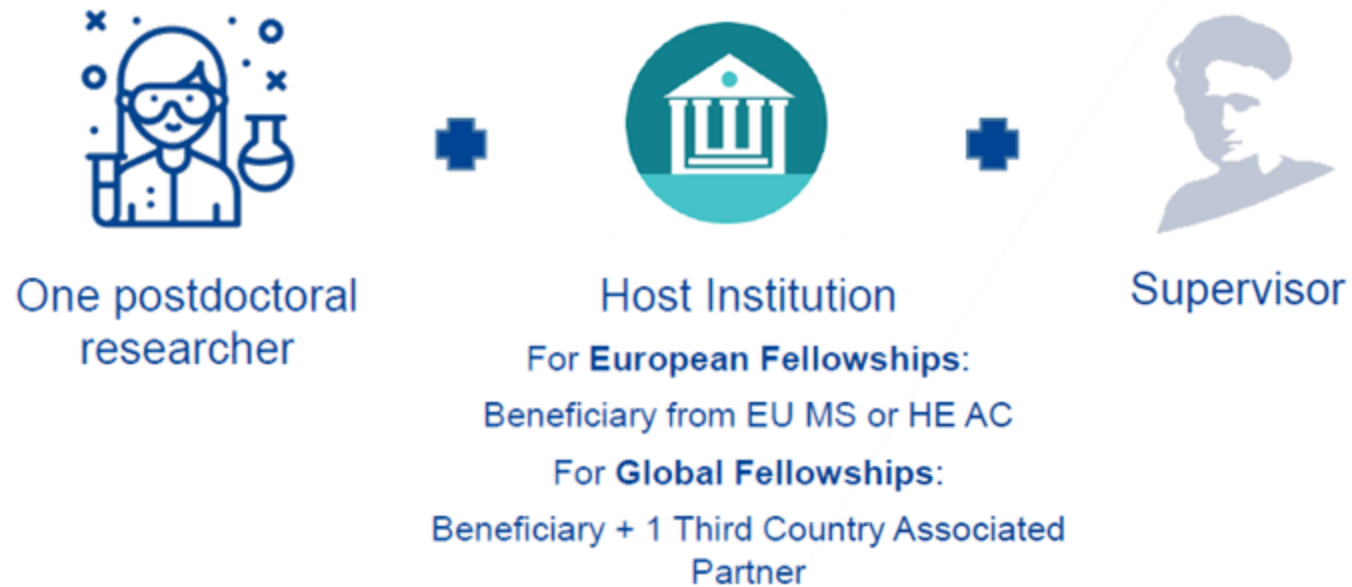 One postdoctoral
researcher
Host Institution
For European Fellowships:
Beneficiary from EU MS or HE AC
For Global Fellowships:
Beneficiary + 1 Third Country Associated
Partner
Supervisor